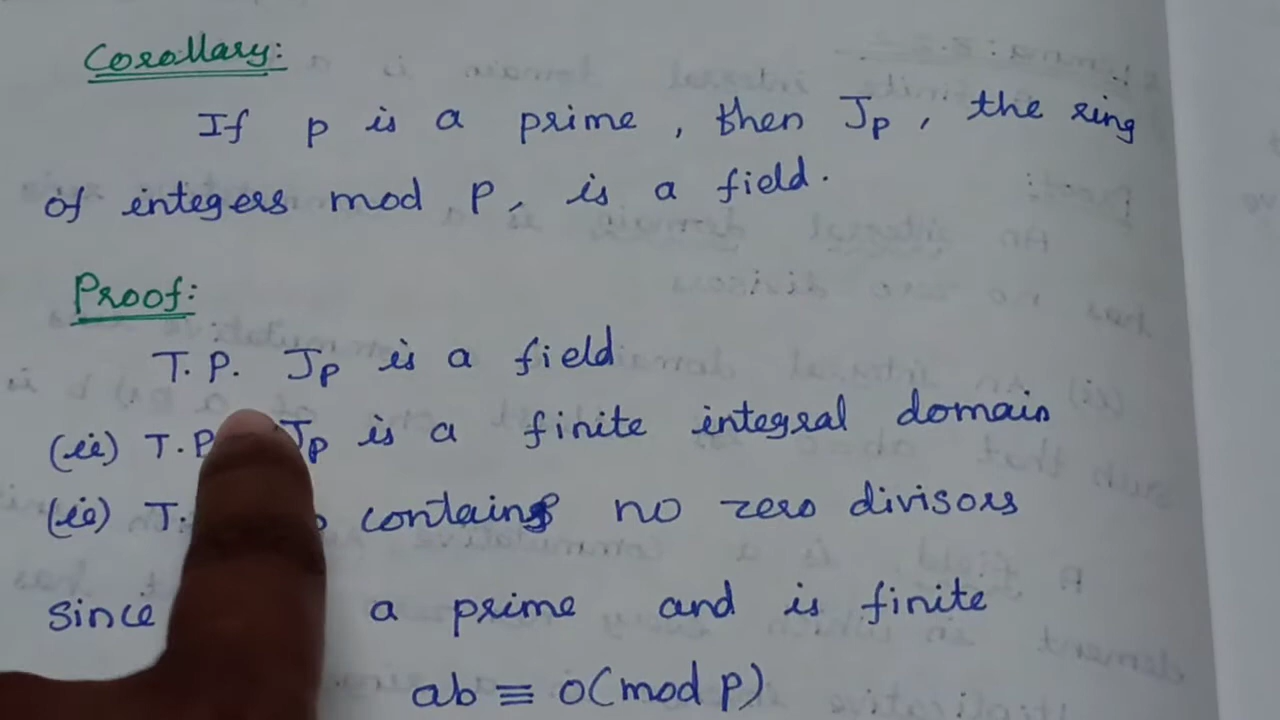 Corollary:
If p is a prime, then Jp, the ring
of integers mod P, is a field.
Proof:
T.P. Jp is a field
(ie) T.P Jp is a finite integral domain
(ie) T. contains no zero divisors
since a prime and is finite
ab ≡ 0(mod p)